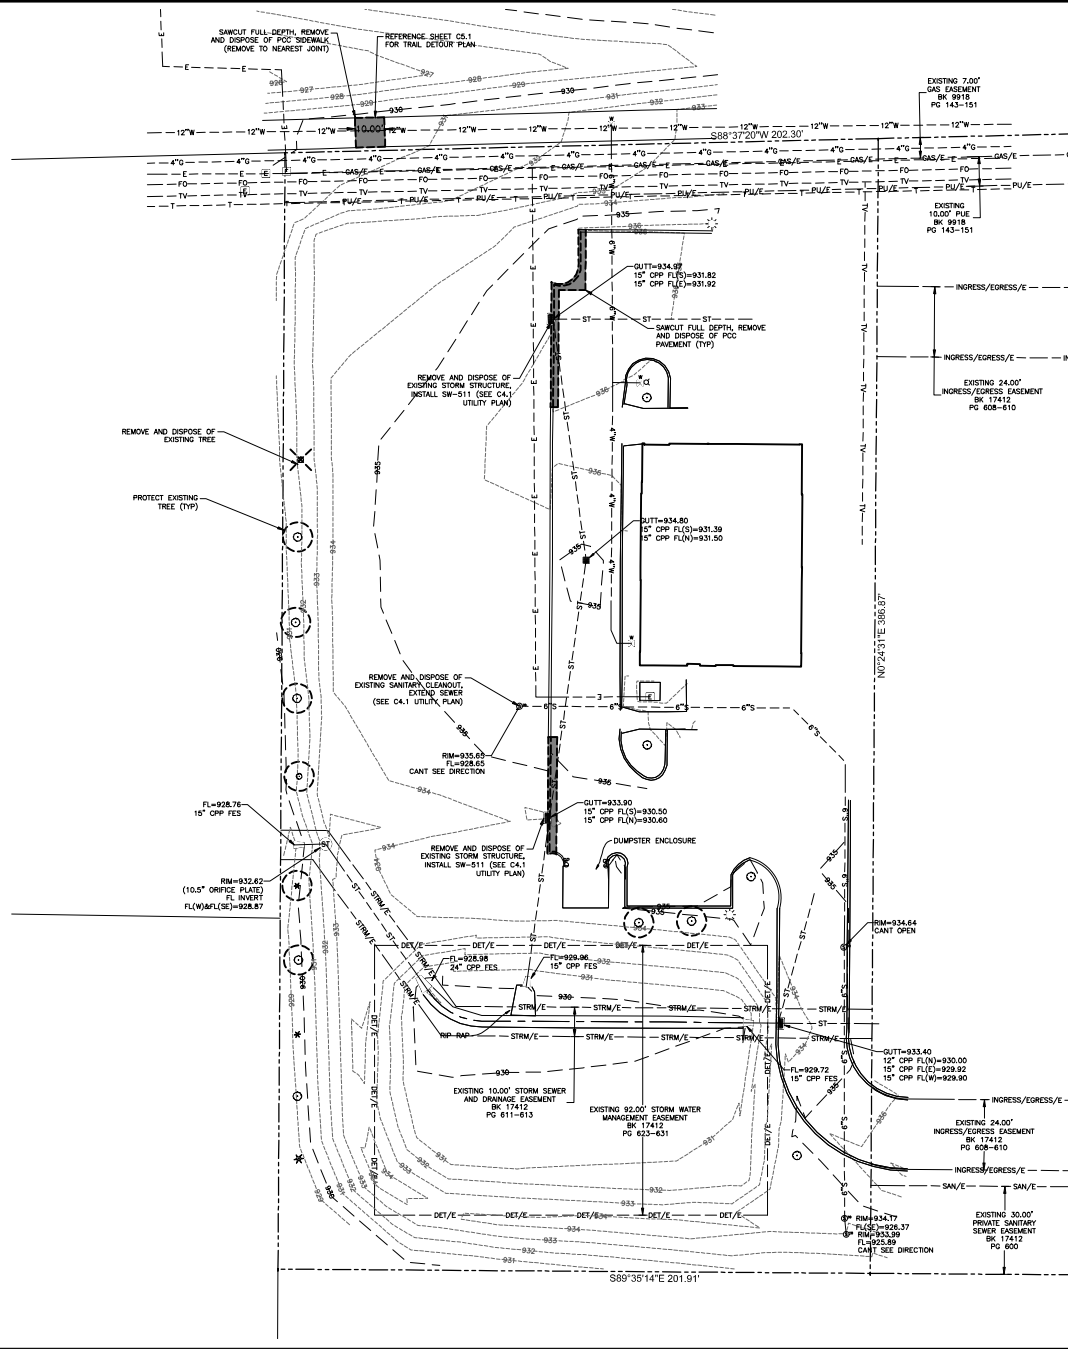 SAWCUT FULL DEPTH, REMOVE
AND DISPOSE OF PCC SIDEWALK
(REMOVE TO NEAREST JOINT)
REFERENCE SHEET C5.1
FOR TRAIL DETOUR PLAN
EXISTING 7.00'
GAS EASEMENT
BK 9918
PG 143-151
10.00'
S88°37'20"W 202.30'
EXISTING
10.00' PUE
BK 9918
PG 143-151
GUTT=934.97
15" CPP FL(S)=931.82
15" CPP FL(E)=931.92
INGRESS/EGRESS/E
SAWCUT FULL DEPTH, REMOVE
AND DISPOSE OF PCC
PAVEMENT (TYP)
INGRESS/EGRESS/E
REMOVE AND DISPOSE OF
EXISTING STORM STRUCTURE,
INSTALL SW-511 (SEE C4.1
UTILITY PLAN)
EXISTING 24.00'
INGRESS/EGRESS EASEMENT
BK 17412
PG 608-610
REMOVE AND DISPOSE OF
EXISTING TREE
PROTECT EXISTING
TREE (TYP)
GUTT=934.80
15" CPP FL(S)=931.39
15" CPP FL(N)=931.50
N0°24'31"E 386.87'
REMOVE AND DISPOSE OF
EXISTING SANITARY CLEANOUT,
EXTEND SEWER
(SEE C4.1 UTILITY PLAN)
RIM=935.65
FL=928.65
CANT SEE DIRECTION
FL=928.76
15" CPP FES
GUTT=933.90
15" CPP FL(S)=930.50
15" CPP FL(N)=930.60
DUMPSTER ENCLOSURE
REMOVE AND DISPOSE OF
EXISTING STORM STRUCTURE,
INSTALL SW-511 (SEE C4.1
UTILITY PLAN)
RIM=932.62
(10.5" ORIFICE PLATE)
FL INVERT
FL(W)&FL(SE)=928.87
RIM=934.64
CANT OPEN
FL=928.98
24" CPP FES
FL=929.96
15" CPP FES
RIP RAP
GUTT=933.40
12" CPP FL(N)=930.00
15" CPP FL(E)=929.92
15" CPP FL(W)=929.90
FL=929.72
15" CPP FES
EXISTING 10.00' STORM SEWER
AND DRAINAGE EASEMENT
BK 17412
PG 611-613
EXISTING 92.00' STORM WATER
MANAGEMENT EASEMENT
BK 17412
PG 623-631
INGRESS/EGRESS/E
EXISTING 24.00'
INGRESS/EGRESS EASEMENT
BK 17412
PG 608-610
INGRESS/EGRESS/E
SAN/E SAN/E
EXISTING 30.00'
PRIVATE SANITARY
SEWER EASEMENT
BK 17412
PG 600
RIM=934.17
FL(SE)=926.37
RIM=933.99
FL=925.89
CANT SEE DIRECTION
S89°35'14"E 201.91'